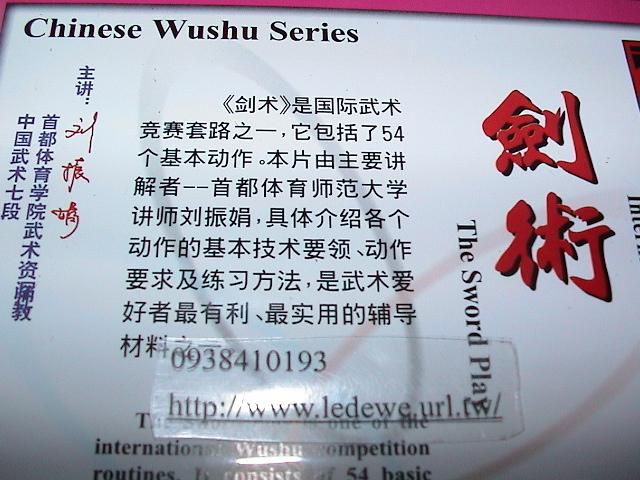 Chinese Wushu Series
主讲:
刘振娟
首都体育学院武术资深教师
中国武术七段
《剑术》是国际武术
竞赛套路之一,它包括了54
个基本动作。本片由主要讲
解者--首都体育师范大学
讲师刘振娟,具体介绍各个
动作的基本技术要领、动作
要求及练习方法,是武术爱
好者最有利、最实用的辅导
材料之
剑術
The Sword Play
0938410193
http://www.ledewe.url.tw/
is one of the
international Wushu competition
routines. It consists of 54 basic